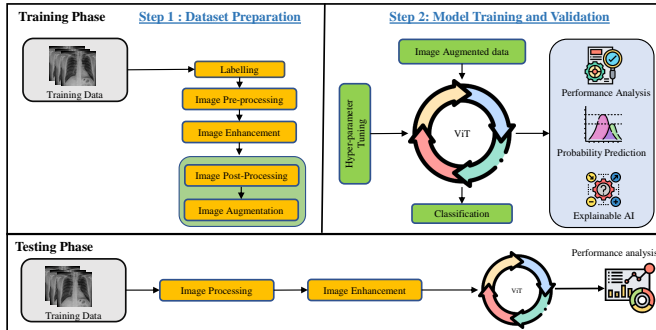 Training Phase
Step 1 : Dataset Preparation
Training Data
Labelling
Image Pre-processing
Image Enhancement
Image Post-Processing
Image Augmentation
Step 2: Model Training and Validation
Image Augmented data
Hyper-parameter
Tuning
ViT
Classification
Performance Analysis
Probability Prediction
Explainable AI
Testing Phase
Training Data
Image Processing
Image Enhancement
ViT
Performance analysis